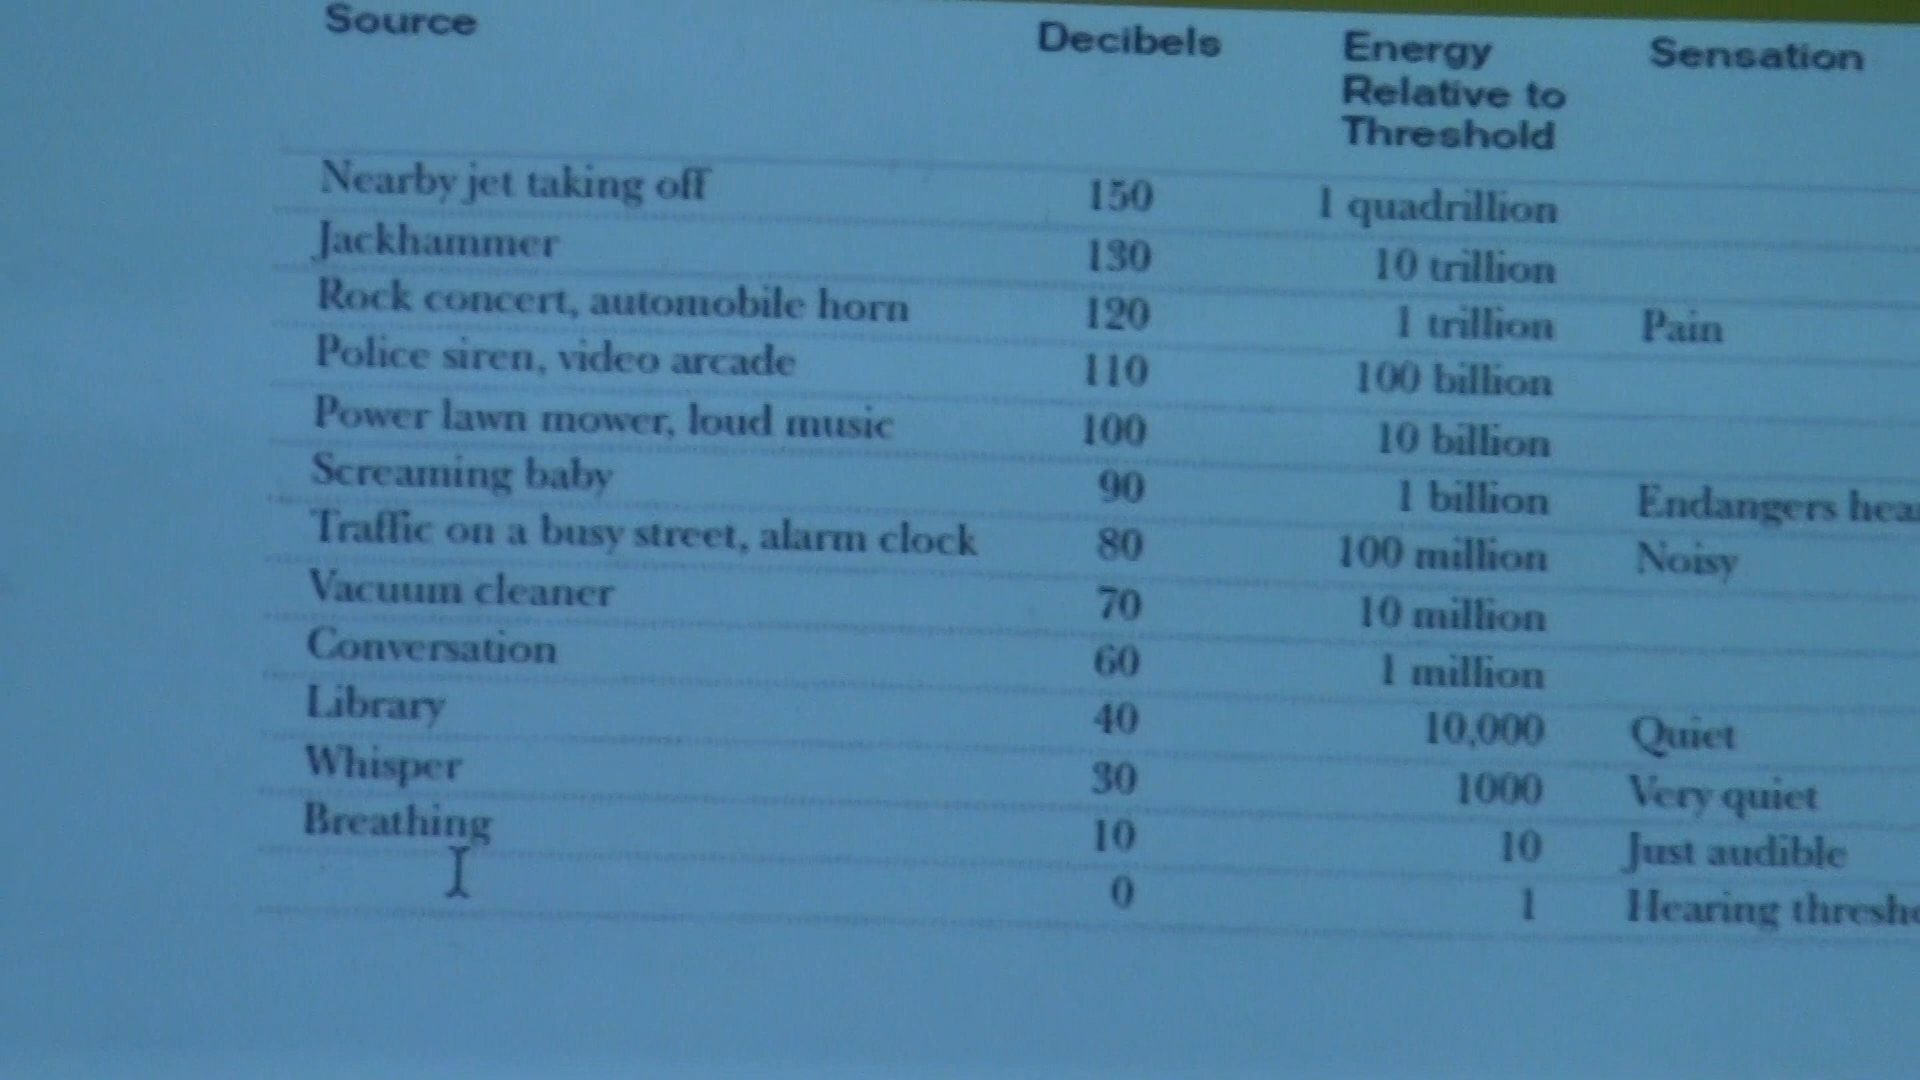 Source Decibels Energy Relative to Threshold Sensation
Nearby jet taking off 150 1 quadrillion
Jackhammer 130 10 trillion
Rock concert, automobile horn 120 1 trillion Pain
Police siren, video arcade 110 100 billion
Power lawn mower, loud music 100 10 billion
Screaming baby 90 1 billion Endangers
Traffic on a busy street, alarm clock 80 100 million Noisy
Vacuum cleaner 70 10 million
Conversation 60 1 million
Library 40 10,000 Quiet
Whisper 30 1000 Very quiet
Breathing 10 10 Just audible
0 1 Hearing